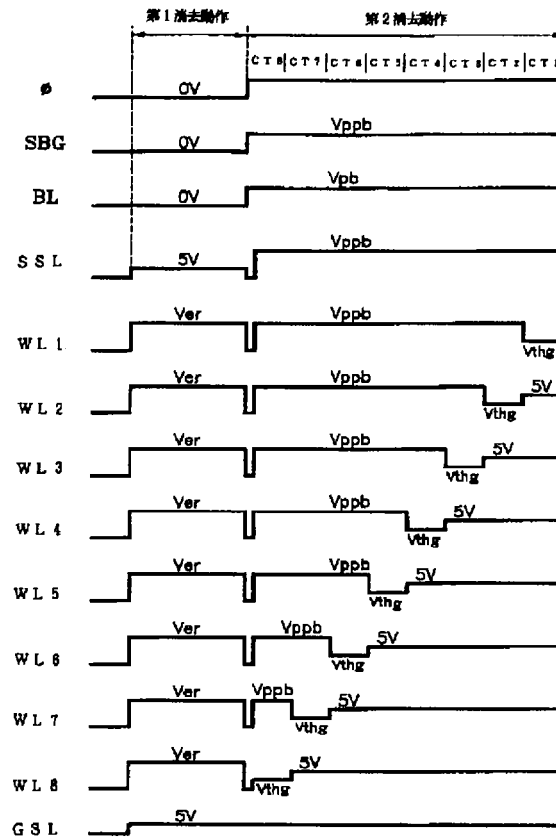 第1消去動作 第2消去動作
CT8 CT7 CT6 CT5 CT4 CT3 CT2 CT1
ø 0V
SBG 0V Vppb
BL 0V Vpb
SSL 5V Vppb
WL1 Ver Vppb
WL2 Ver Vppb Vthg 5V
WL3 Ver Vppb Vthg 5V
WL4 Ver Vppb Vthg 5V
WL5 Ver Vppb Vthg 5V
WL6 Ver Vppb Vthg 5V
WL7 Ver Vppb Vthg 5V
WL8 Ver Vthg 5V
GSL 5V
Vthg